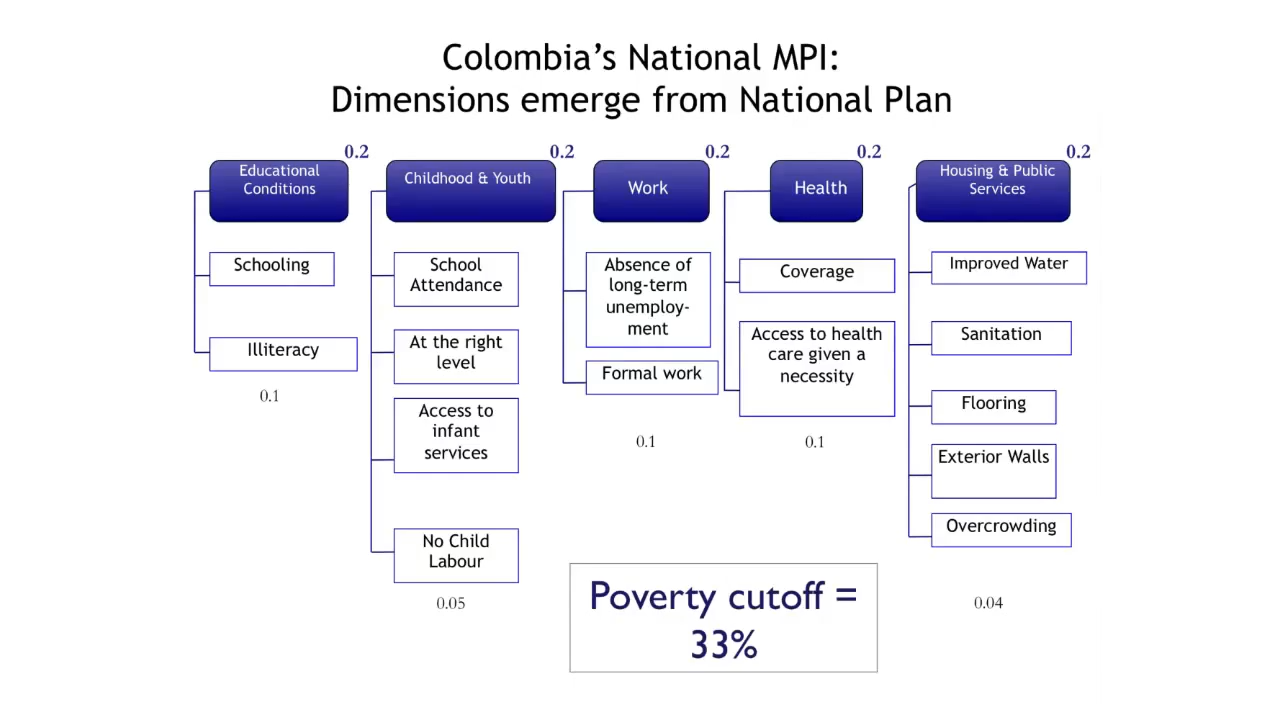 Colombia's National MPI:
Dimensions emerge from National Plan
0.2
Educational
Conditions
Schooling
Illiteracy
0.1
0.2
Childhood & Youth
School
Attendance
At the right
level
Access to
infant
services
No Child
Labour
0.05
0.2
Work
Absence of
long-term
unemploy-
ment
Formal work
0.1
0.2
Health
Coverage
Access to health
care given a
necessity
0.1
0.2
Housing & Public
Services
Improved Water
Sanitation
Flooring
Exterior Walls
Overcrowding
0.04
Poverty cutoff =
33%